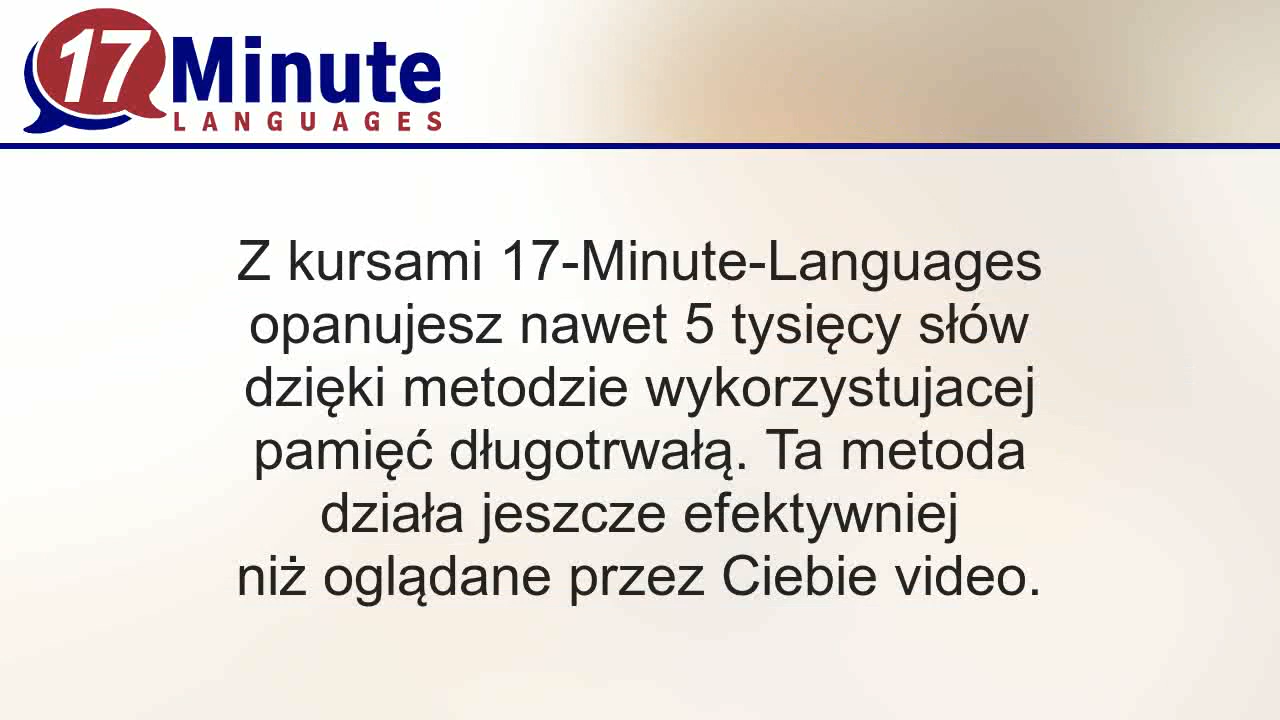 17 Minute
LANGUAGES
Z kursami 17-Minute-Languages
opanujesz nawet 5 tysięcy słów
dzięki metodzie wykorzystujacej
pamięć długotrwałą. Ta metoda
działa jeszcze efektywniej
niż oglądane przez Ciebie video.